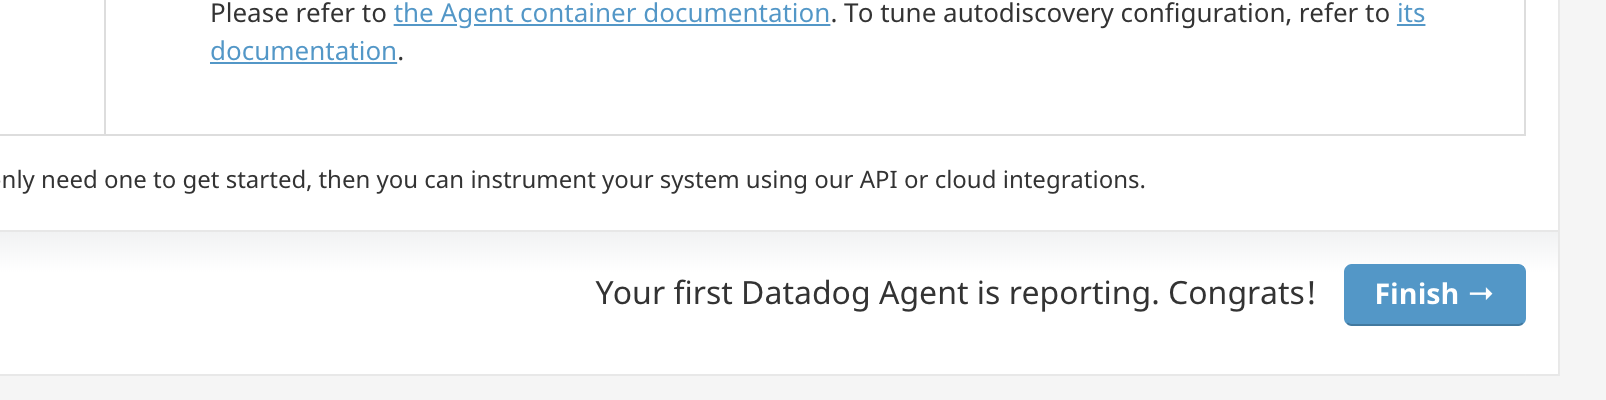 Please refer to the Agent container documentation. To tune autodiscovery configuration, refer to its
documentation.
need one to get started, then you can instrument your system using our API or cloud integrations.
Your first Datadog Agent is reporting. Congrats!
Finish →